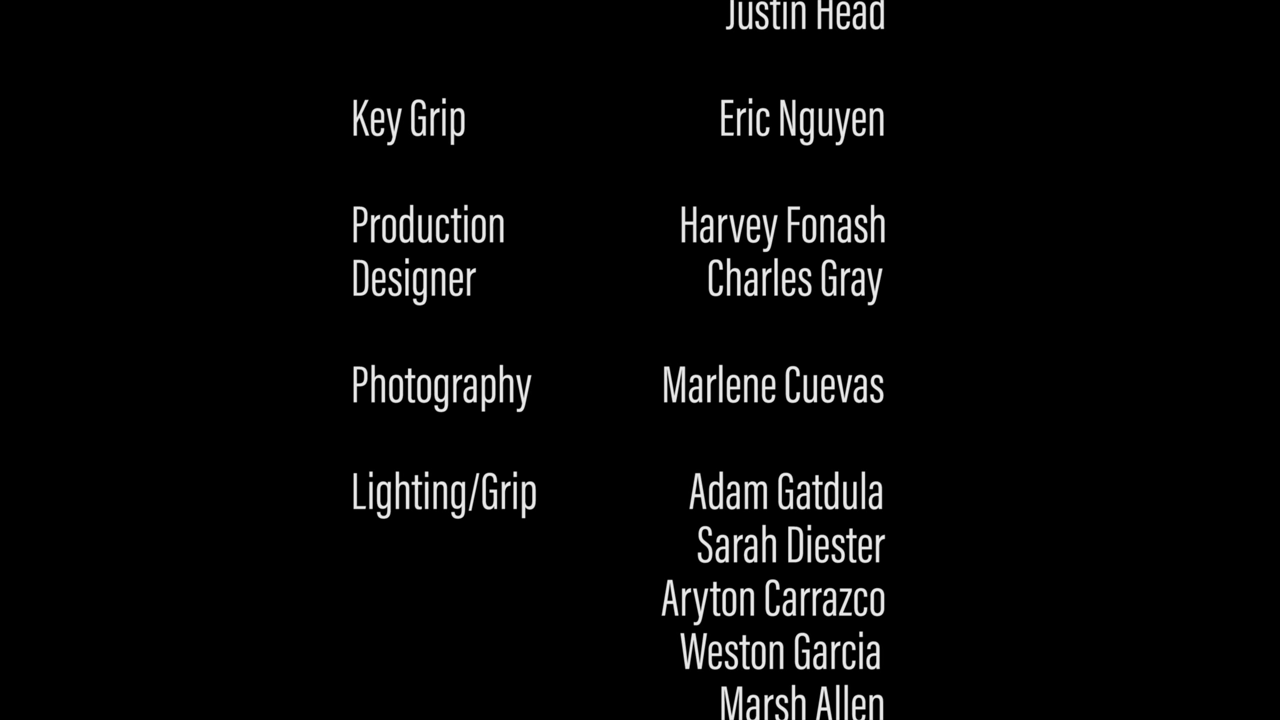 Justin Head
Key Grip Eric Nguyen
Production Harvey Fonash
Designer Charles Gray
Photography Marlene Cuevas
Lighting/Grip Adam Gatdula
Sarah Diester
Aryton Carrazco
Weston Garcia
Marsh Allen